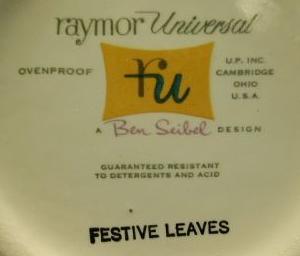 raymor Universal
OVENPROOF
ru
U.P. INC.
CAMBRIDGE
OHIO
U.S.A.
A Ben Seibel DESIGN
GUARANTEED RESISTANT
TO DETERGENTS AND ACID
FESTIVE LEAVES